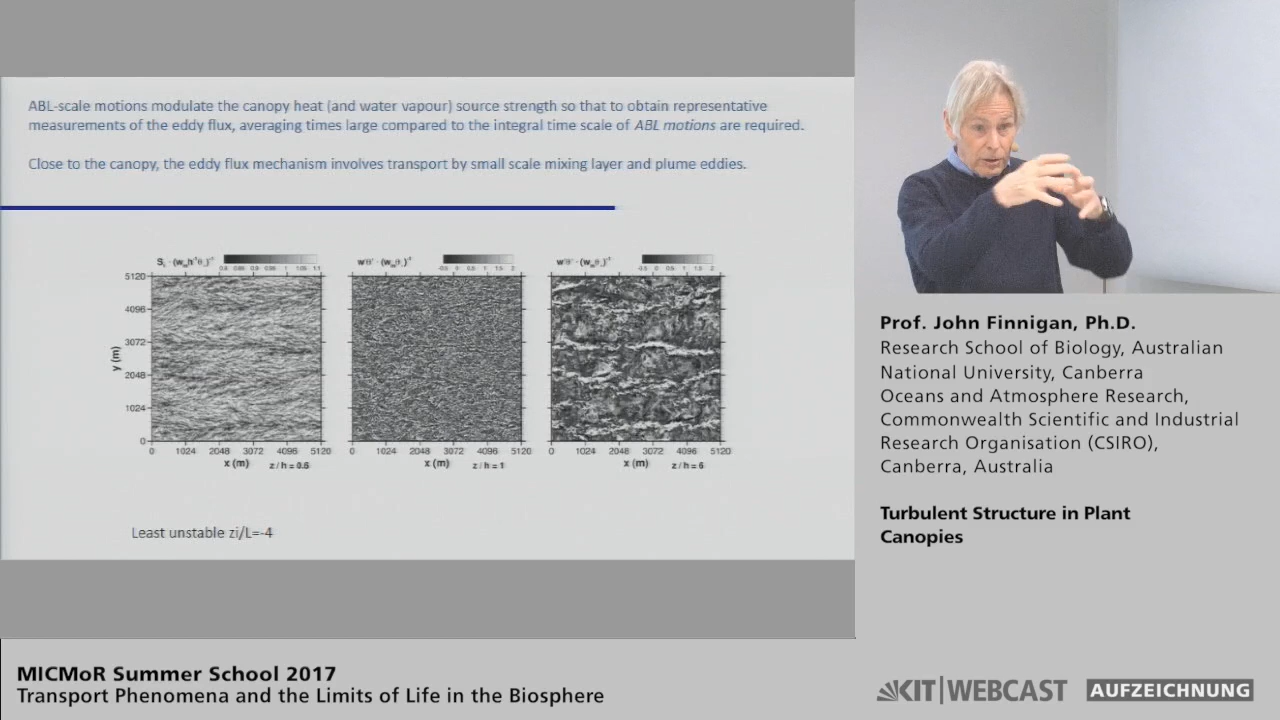 ABL-scale motions modulate the canopy heat (and water vapour) source strength so that to obtain representative
measurements of the eddy flux, averaging times large compared to the integral time scale of ABL motions are required.
Close to the canopy, the eddy flux mechanism involves transport by small scale mixing layer and plume eddies.
5120
4096
3072
2048
1024
0
y (m)
0 1024 2048 3072 4096 5120
x (m) z / h = 0.6
0 1024 2048 3072 4096 5120
x (m) z / h = 1
0 1024 2048 3072 4096 5120
x (m) z / h = 6
Least unstable zi/L=-4
Prof. John Finnigan, Ph.D.
Research School of Biology, Australian
National University, Canberra
Oceans and Atmosphere Research,
Commonwealth Scientific and Industrial
Research Organisation (CSIRO),
Canberra, Australia
Turbulent Structure in Plant
Canopies
MICMoR Summer School 2017
Transport Phenomena and the Limits of Life in the Biosphere
KIT|WEBCAST AUFZEICHNUNG